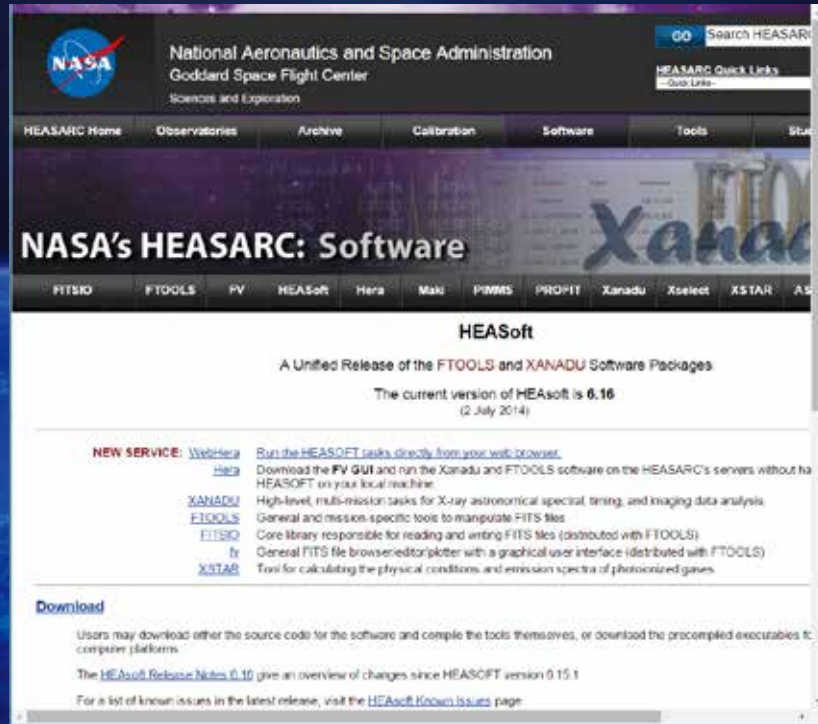 NASA
National Aeronautics and Space Administration
Goddard Space Flight Center
Sciences and Exploration
GO Search HEASARC
HEASARC Quick Links
--Quick Links--
HEASARC Home Observatories Archive Calibration Software Tools Stu
NASA's HEASARC: Software
FTOO
Xanad
FITSIO FTOOLS FV HEASoft Hera Maki PIMMS PROFIT Xanadu Xselect XSTAR AS
HEASoft
A Unified Release of the FTOOLS and XANADU Software Packages
The current version of HEAsoft is 6.16
(2 July 2014)
NEW SERVICE: WebHera Run the HEASOFT tasks directly from your web browser.
Hera Download the FV GUI and run the Xanadu and FTOOLS software on the HEASARC's servers without ha
HEASOFT on your local machine
XANADU High-level, multi-mission tasks for X-ray astronomical spectral, timing, and imaging data analysis
FTOOLS General and mission-specific tools to manipulate FITS files
FITSIO Core library responsible for reading and writing FITS files (distributed with FTOOLS)
fv General FITS file browser/editor/plotter with a graphical user interface (distributed with FTOOLS)
XSTAR Tool for calculating the physical conditions and emission spectra of photoionized gases
Download
Users may download either the source code for the software and compile the tools themselves, or download the precompiled executables fo
computer platforms
The HEAsoft Release Notes 6.16 give an overview of changes since HEASOFT version 6.15.1
For a list of known issues in the latest release, visit the HEAsoft Known Issues page